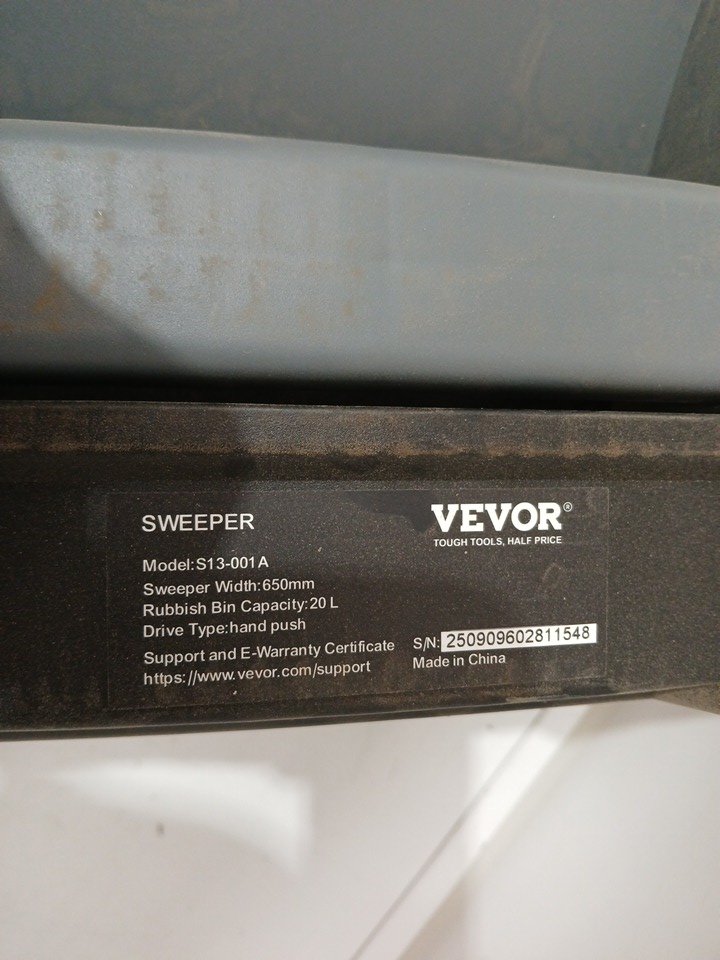 SWEEPER
VEVOR®
TOUGH TOOLS, HALF PRICE
Model:S13-001A
Sweeper Width:650mm
Rubbish Bin Capacity:20 L
Drive Type:hand push
Support and E-Warranty Certificate
https://www.vevor.com/support
S/N: 250909602811548
Made in China